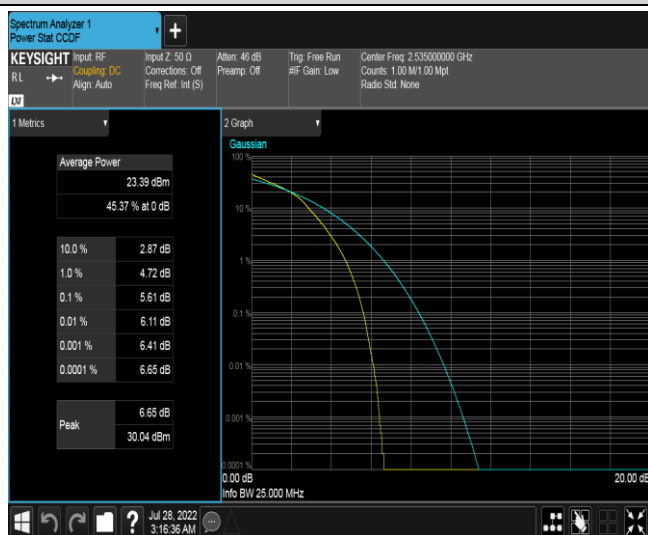 Spectrum Analyzer 1
Power Stat CCDF
+
KEYSIGHT
RL
LXI
Input: RF
Coupling: DC
Align: Auto
Input Z: 50 Ω
Corrections: Off
Freq Ref: Int (S)
Atten: 46 dB
Preamp: Off
Trig: Free Run
#IF Gain: Low
Center Freq: 2.535000000 GHz
Counts: 1.00 M/1.00 Mpt
Radio Std: None
1 Metrics
Average Power
23.39 dBm
45.37 % at 0 dB
10.0 % 2.87 dB
1.0 % 4.72 dB
0.1 % 5.61 dB
0.01 % 6.11 dB
0.001 % 6.41 dB
0.0001 % 6.65 dB
Peak
6.65 dB
30.04 dBm
2 Graph
Gaussian
100 %
10 %
1 %
0.1 %
0.01 %
0.001 %
0.0001 %
0.00 dB
20.00 dB
Info BW 25.000 MHz
?
Jul 28, 2022
3:16:36 AM